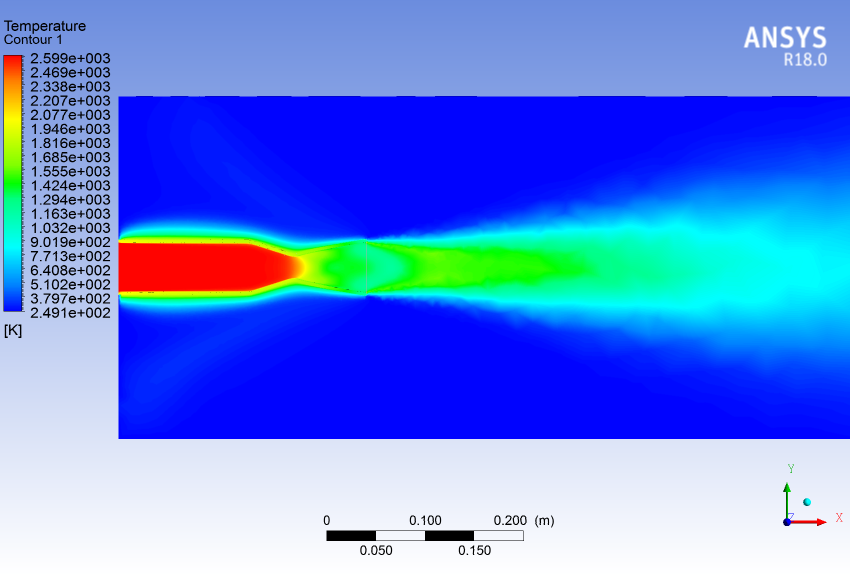 Temperature
Contour 1
2.599e+003
2.469e+003
2.338e+003
2.207e+003
2.077e+003
1.946e+003
1.816e+003
1.685e+003
1.555e+003
1.424e+003
1.294e+003
1.163e+003
1.032e+003
9.019e+002
7.713e+002
6.408e+002
5.102e+002
3.797e+002
2.491e+002
[K]
ANSYS
R18.0
0 0.100 0.200 (m)
0.050 0.150
Y
Z X